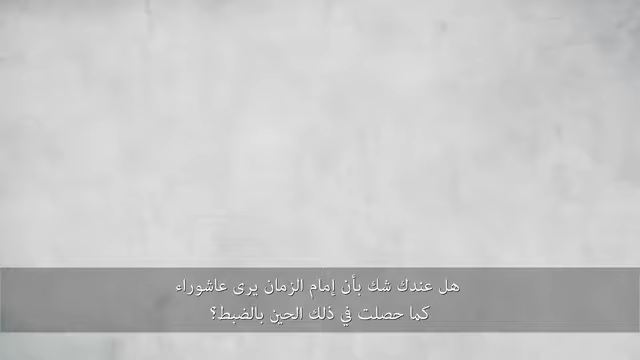 هل عندك شك بأن إمام الزمان يرى عاشوراء
كما حصلت في ذلك الحين بالضبط؟